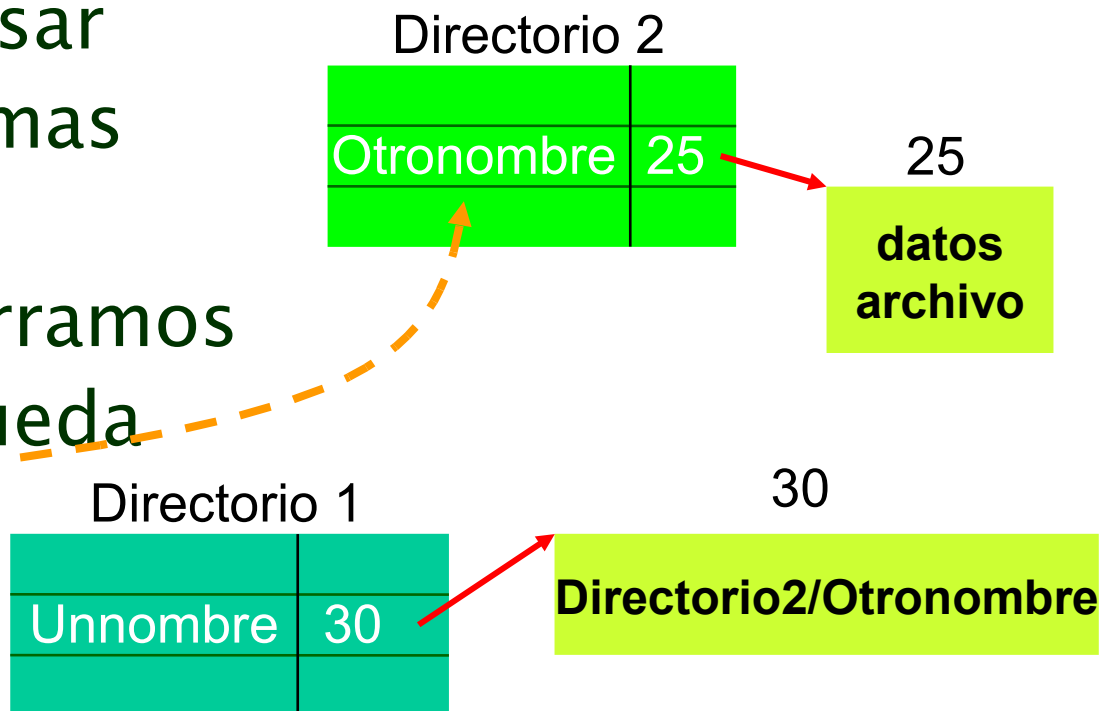 sar
mas
rramos
ueda
Directorio 2
Otronombre 25
25
datos
archivo
Directorio 1
Unnombre 30
30
Directorio2/Otronombre